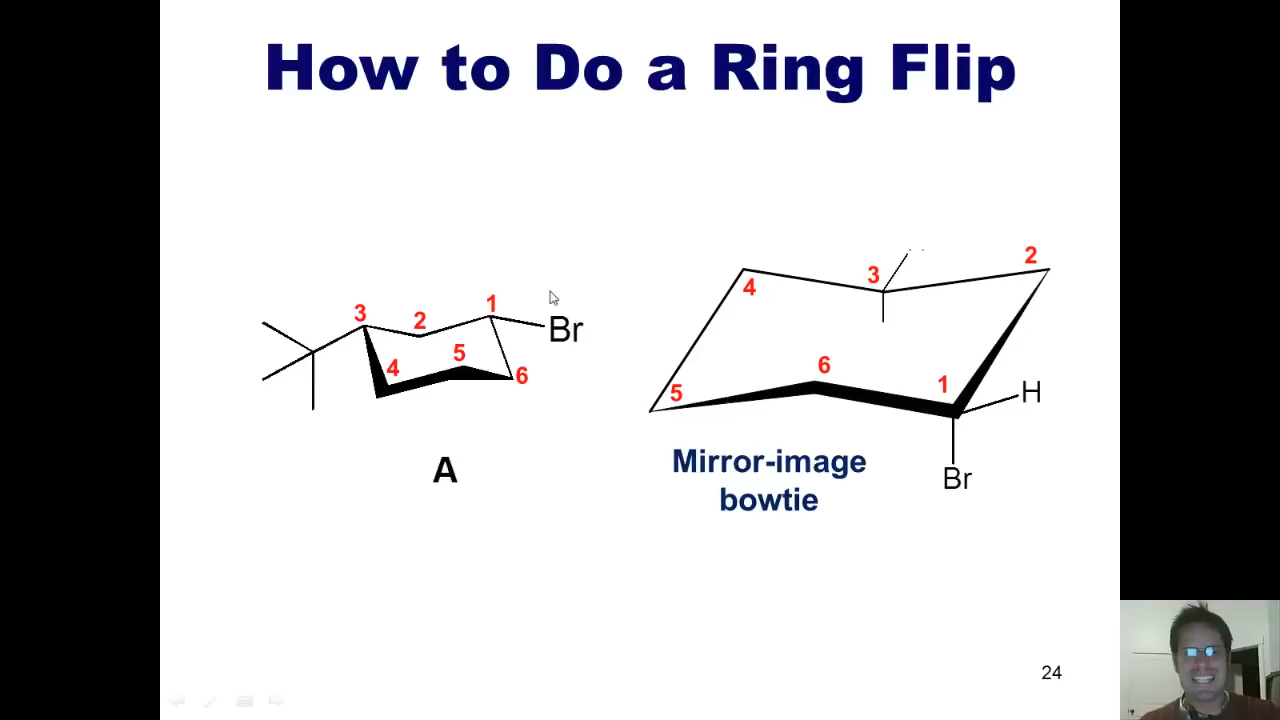 How to Do a Ring Flip
3 2 1 Br
4 5 6
A
4 3 2
5 6 1 H
Br
Mirror-image
bowtie
24